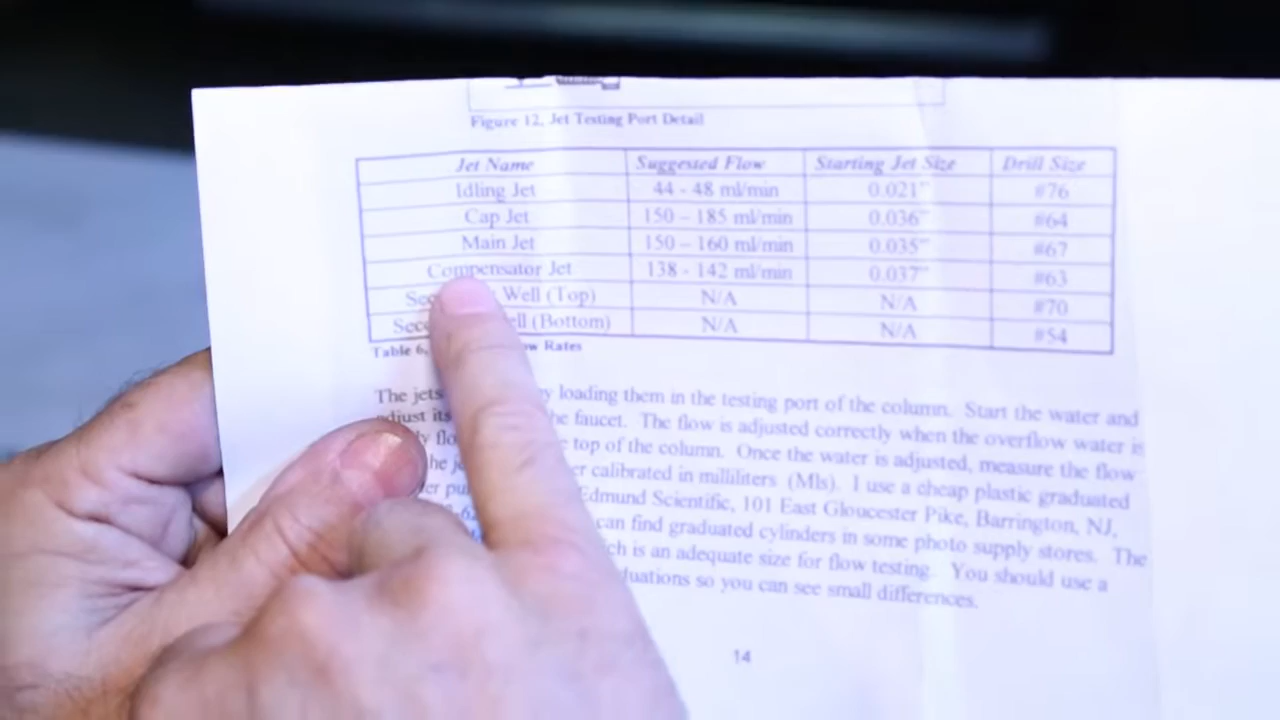 Figure 12, Jet Testing Port Detail
Jet Name Suggested Flow Starting Jet Size Drill Size
Idling Jet 44 - 48 ml/min 0.021" #76
Cap Jet 150 – 185 ml/min 0.036" #64
Main Jet 150 – 160 ml/min 0.035" #67
Compensator Jet 138 - 142 ml/min 0.037" #63
Well (Top) N/A N/A #70
(Bottom) N/A N/A #54
Table 6, Rates
The jets loading them in the testing port of the column. Start the water and
adjust its faucet. The flow is adjusted correctly when the overflow water is
top of the column. Once the water is adjusted, measure the flow
calibrated in milliliters (Mls). I use a cheap plastic graduated
Edmund Scientific, 101 East Gloucester Pike, Barrington, NJ,
can find graduated cylinders in some photo supply stores. The
is an adequate size for flow testing. You should use a
so you can see small differences.
14